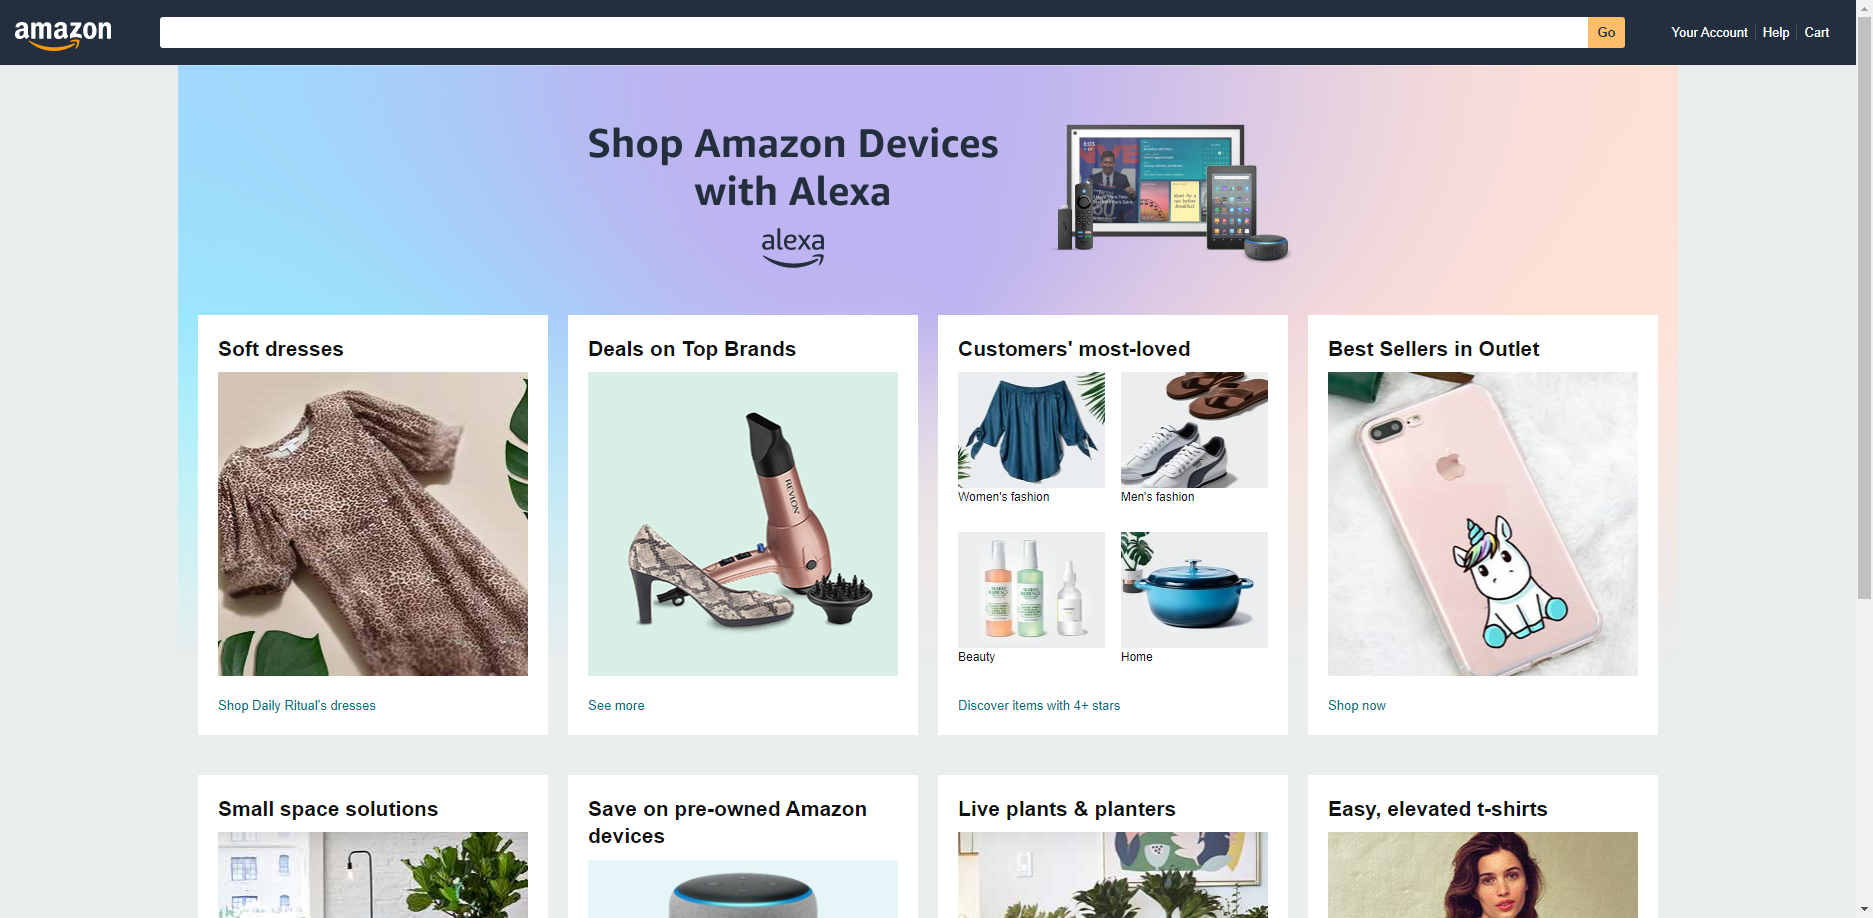 amazon
Go
Your Account
Help
Cart
Shop Amazon Devices
with Alexa
alexa
8:05
Soft dresses
Deals on Top Brands
Customers' most-loved
Best Sellers in Outlet
REVLON
Women's fashion
Men's fashion
Beauty
Home
Shop Daily Ritual's dresses
See more
Discover items with 4+ stars
Shop now
Small space solutions
Save on pre-owned Amazon
devices
Live plants & planters
Easy, elevated t-shirts